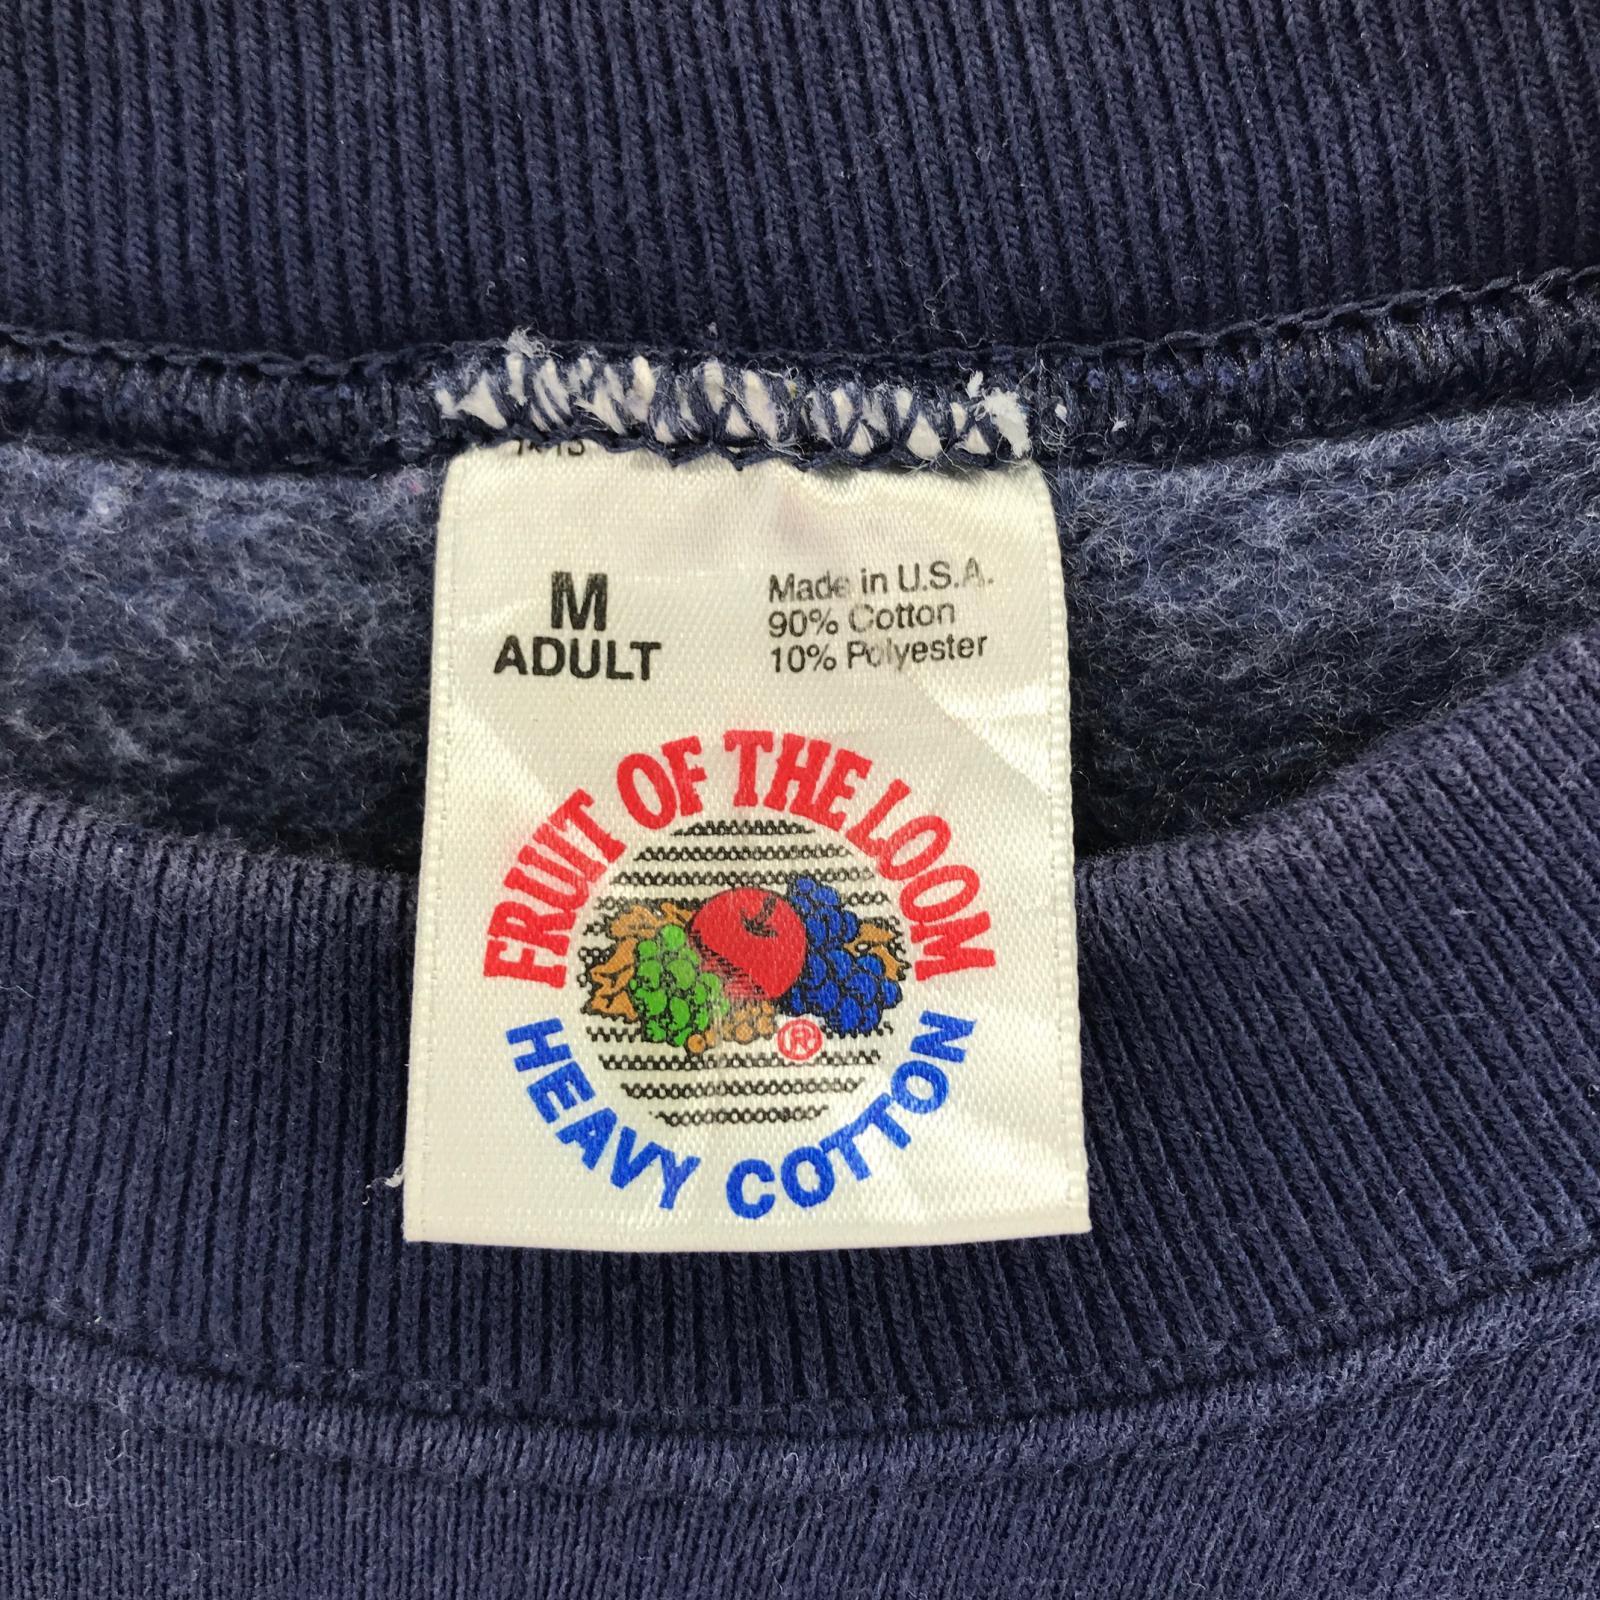 M
ADULT
Made in U.S.A.
90% Cotton
10% Polyester
FRUIT OF THE LOOM
®
HEAVY COTTON